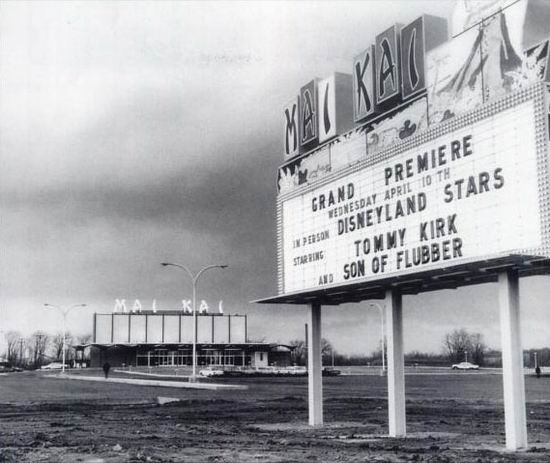 MAI KAI
GRAND PREMIERE
WEDNESDAY APRIL 10TH
IN PERSON DISNEYLAND STARS
STARRING TOMMY KIRK
AND SON OF FLUBBER
MAI KAI